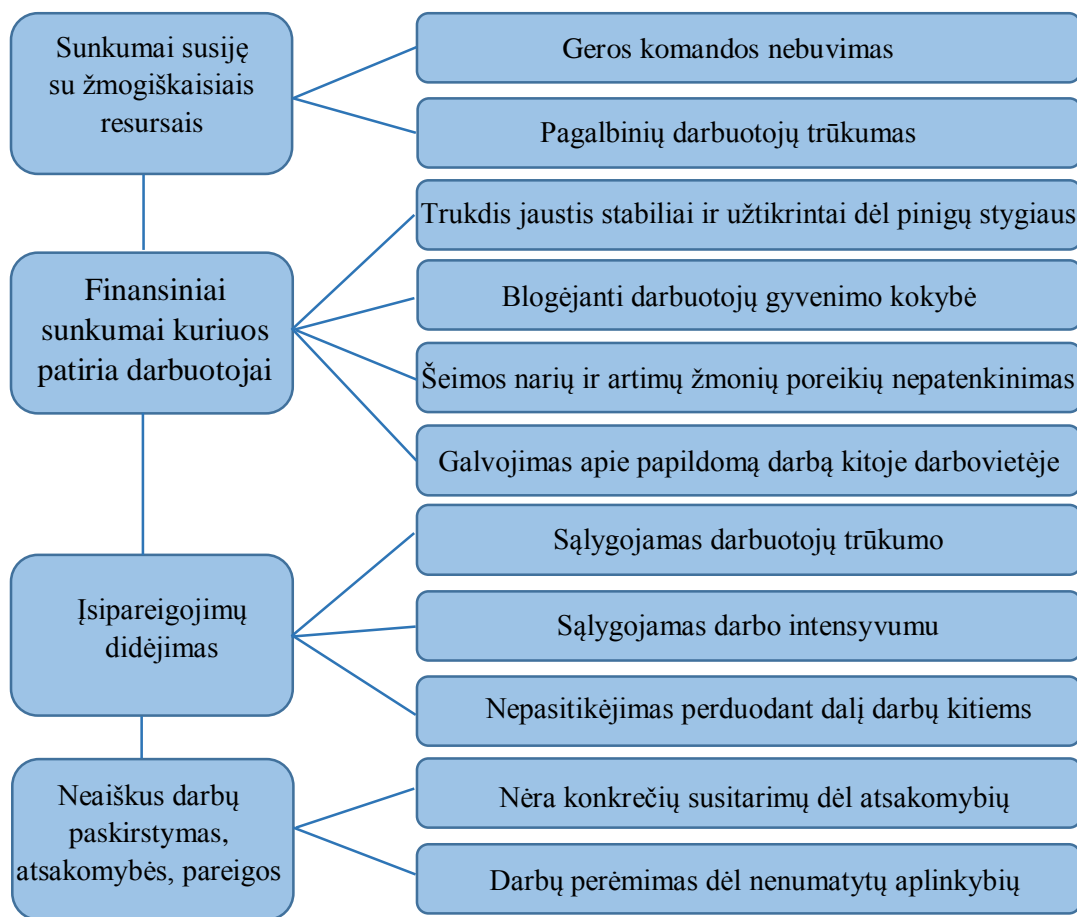 Sunkumai susiję
su žmogiškaisiais
resursais
Geros komandos nebuvimas
Pagalbinių darbuotojų trūkumas
Finansiniai
sunkumai kuriuos
patiria darbuotojai
Trukdis jaustis stabiliai ir užtikrintai dėl pinigų stygiaus
Blogėjanti darbuotojų gyvenimo kokybė
Šeimos narių ir artimų žmonių poreikių nepatenkinimas
Galvojimas apie papildomą darbą kitoje darbovietėje
Įsipareigojimų
didėjimas
Sąlygojamas darbuotojų trūkumo
Sąlygojamas darbo intensyvumu
Nepasitikėjimas perduodant dalį darbų kitiems
Neaiškus darbų
paskirstymas,
atsakomybės, pareigos
Nėra konkrečių susitarimų dėl atsakomybių
Darbų perėmimas dėl nenumatytų aplinkybių